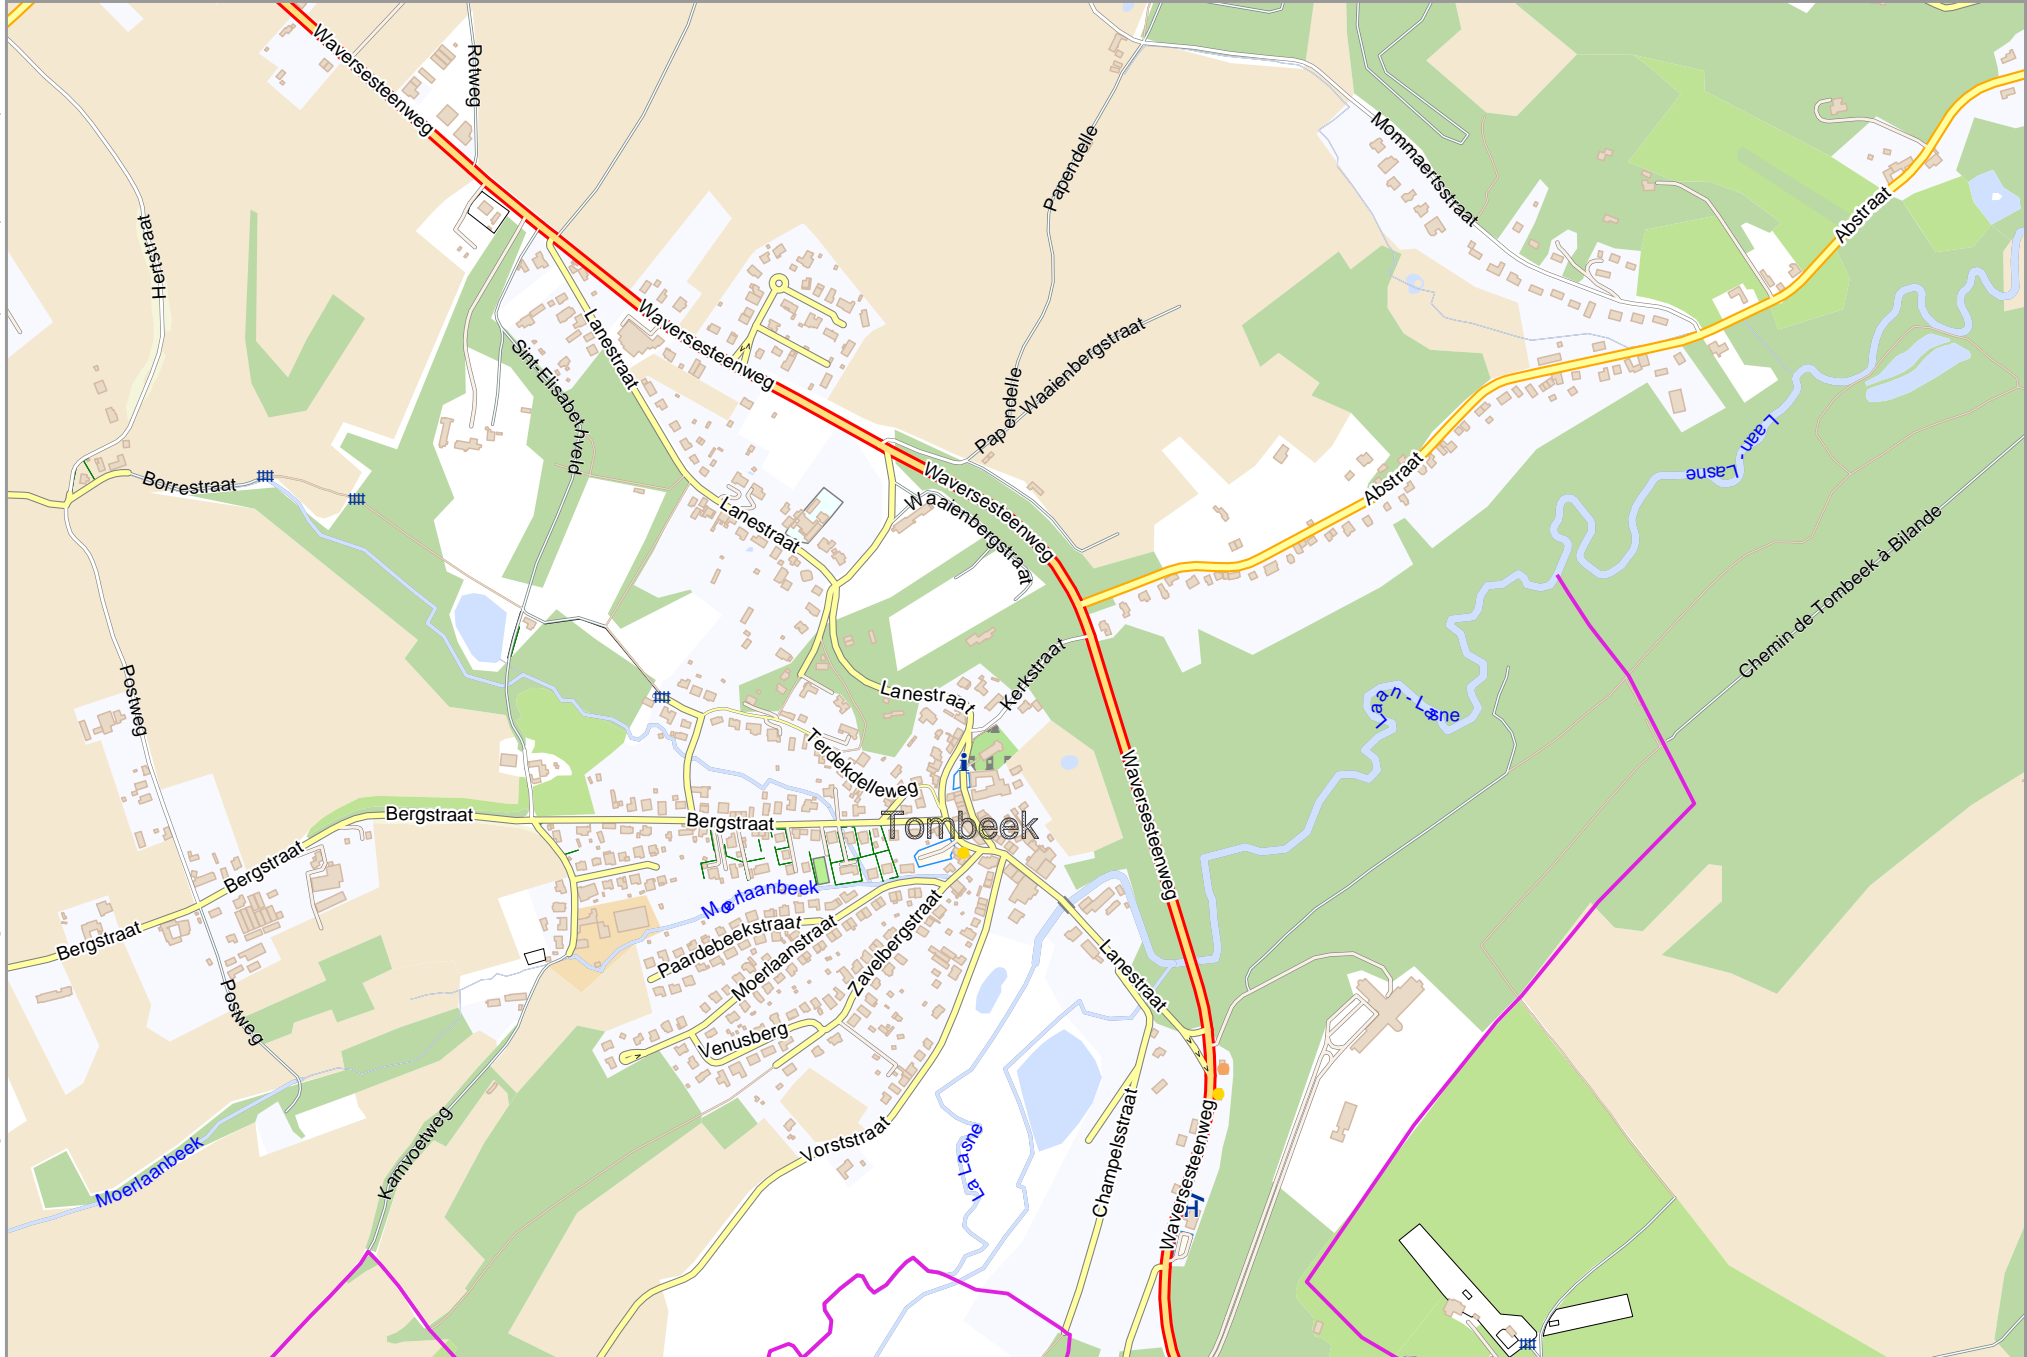 Waversesteenweg
Rotweg
Papendelle
Mommaertsstraat
Abstraat
Hertstraat
Waversesteenweg
Lanestraat
Sint-Elisabethveld
Waaienbergstraat
Papendelle
Pap
Laan - Lasne
Abstraat
Borrestraat
Waversesteenweg
Waaienbergstraat
Lanestraat
Chemin de Tombeek à Bilande
Postweg
Kerkstraat
Lanestraat
Laan - Lasne
Terdekdelleweg
i
Waversesteenweg
Bergstraat
Bergstraat
Tombeek
Bergstraat
Moerlaanbeek
Bergstraat
Paardebeekstraat
Moerlaanstraat
Zavelbergstraat
Lanestraat
Postweg
Venusberg
Vorststraat
Kamvoetweg
Moerlaanbeek
La Lasne
Champelsstraat
Waversesteenweg
H